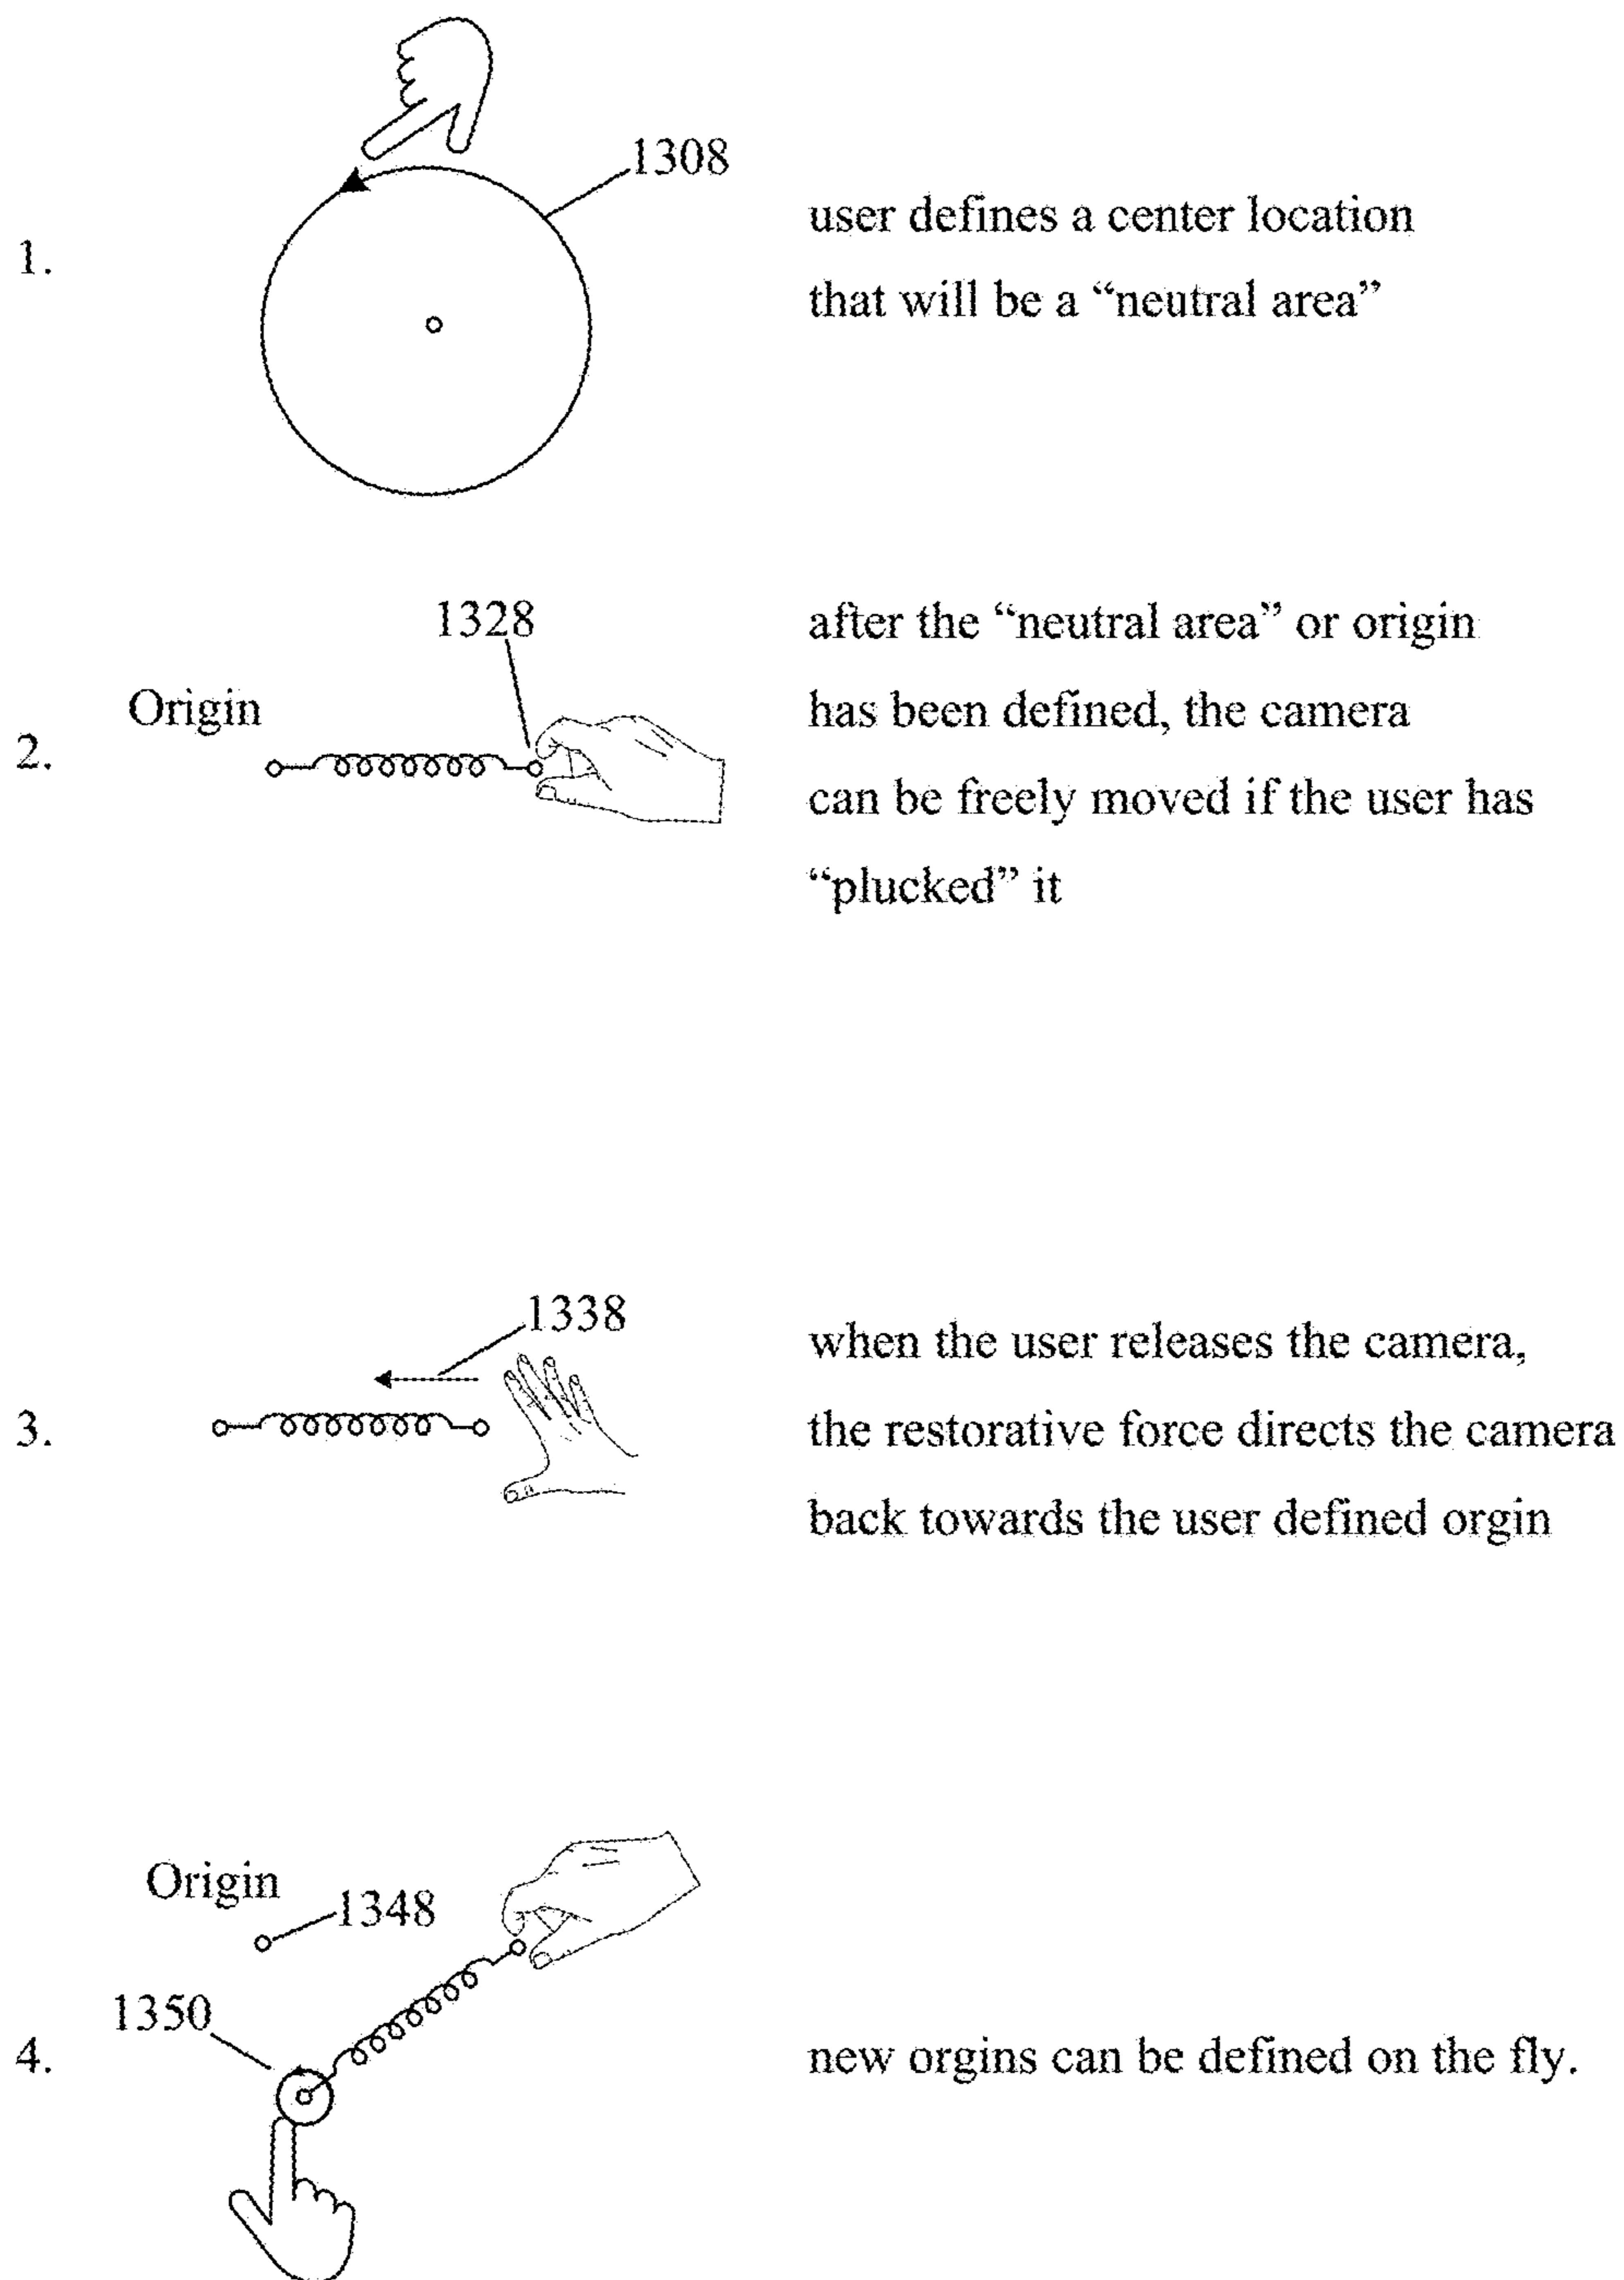 1308
1.
user defines a center location
that will be a “neutral area”
1328
Origin
2.
after the “neutral area” or origin
has been defined, the camera
can be freely moved if the user has
“plucked” it
1338
3.
when the user releases the camera,
the restorative force directs the camera
back towards the user defined orgin
Origin
1348
1350
4.
new orgins can be defined on the fly.